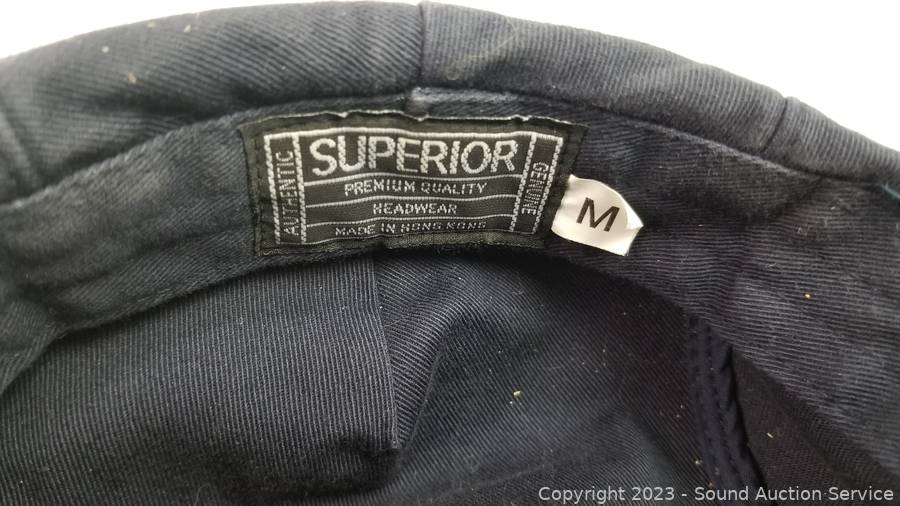 AUTHENTIC
SUPERIOR
PREMIUM QUALITY
HEADWEAR
MADE IN HONG KONG
GENUINE
M
Copyright 2023 - Sound Auction Service